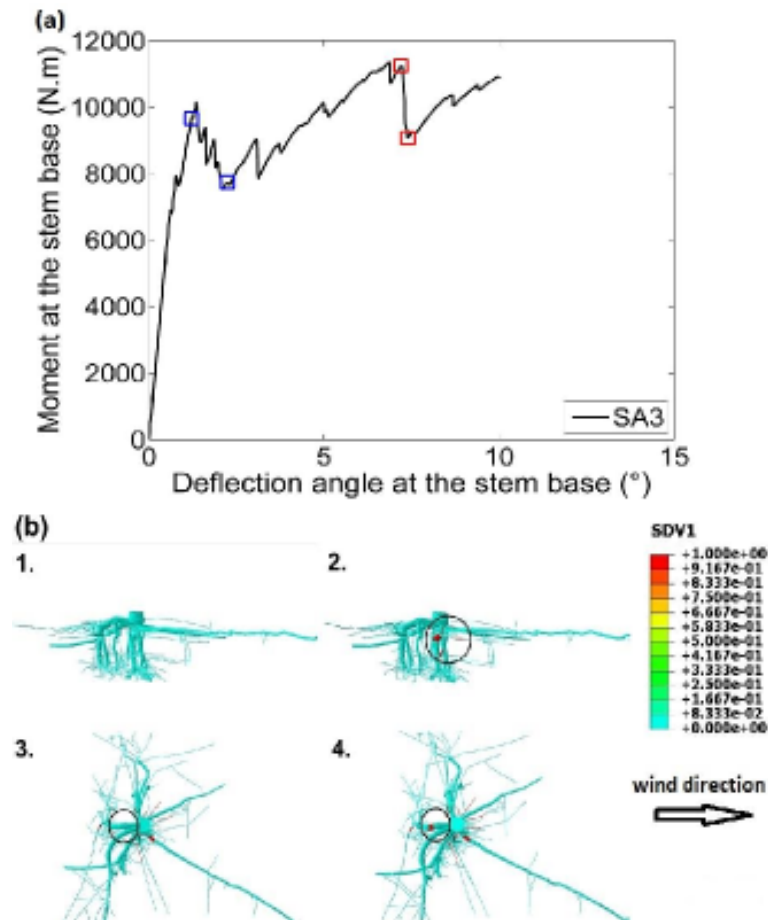 (a)
Moment at the stem base (N.m)
12000
10000
8000
6000
4000
2000
0
0 5 10 15
SA3
Deflection angle at the stem base (°)
(b)
1.
2.
SDV1
+1.000e+00
+9.167e-01
+8.333e-01
+7.500e-01
+6.667e-01
+5.833e-01
+5.000e-01
+4.167e-01
+3.333e-01
+2.500e-01
+1.667e-01
+8.333e-02
+0.000e+00
3.
4.
wind direction